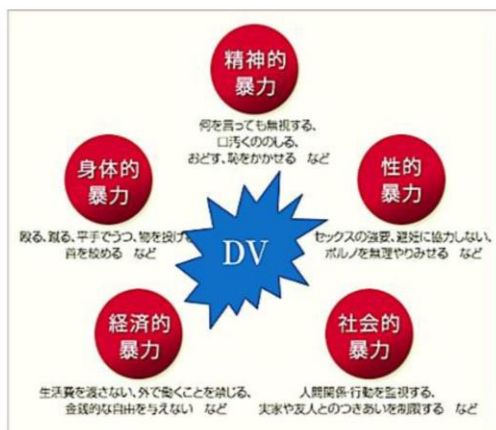 精神的
暴力
何を言っても無視する、
口汚くののしる、
おどす、恥をかかせる など
身体的
暴力
殴る、蹴る、平手でうつ、物を投げ
首を絞める など
性的
暴力
セックスの強要、避妊に協力しない、
ポルノを無理やりみせる など
DV
経済的
暴力
生活費を渡さない、外で働くことを禁じる、
金銭的な自由を与えない など
社会的
暴力
人間関係・行動を監視する、
実家や友人とのつきあいを制限する など